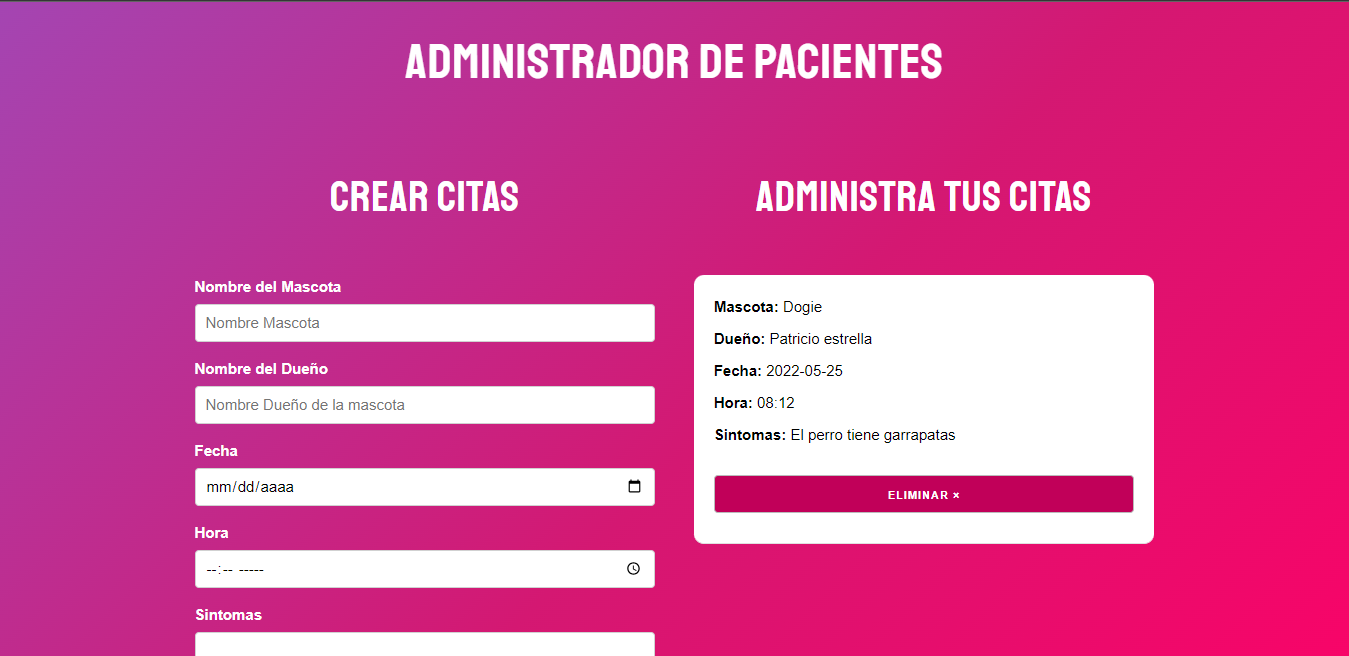 ADMINISTRADOR DE PACIENTES
CREAR CITAS
Nombre del Mascota
Nombre Mascota
Nombre del Dueño
Nombre Dueño de la mascota
Fecha
mm/dd/aaaa
Hora
--:-- -----
Sintomas
ADMINISTRA TUS CITAS
Mascota: Dogie
Dueño: Patricio estrella
Fecha: 2022-05-25
Hora: 08:12
Sintomas: El perro tiene garrapatas
ELIMINAR ×